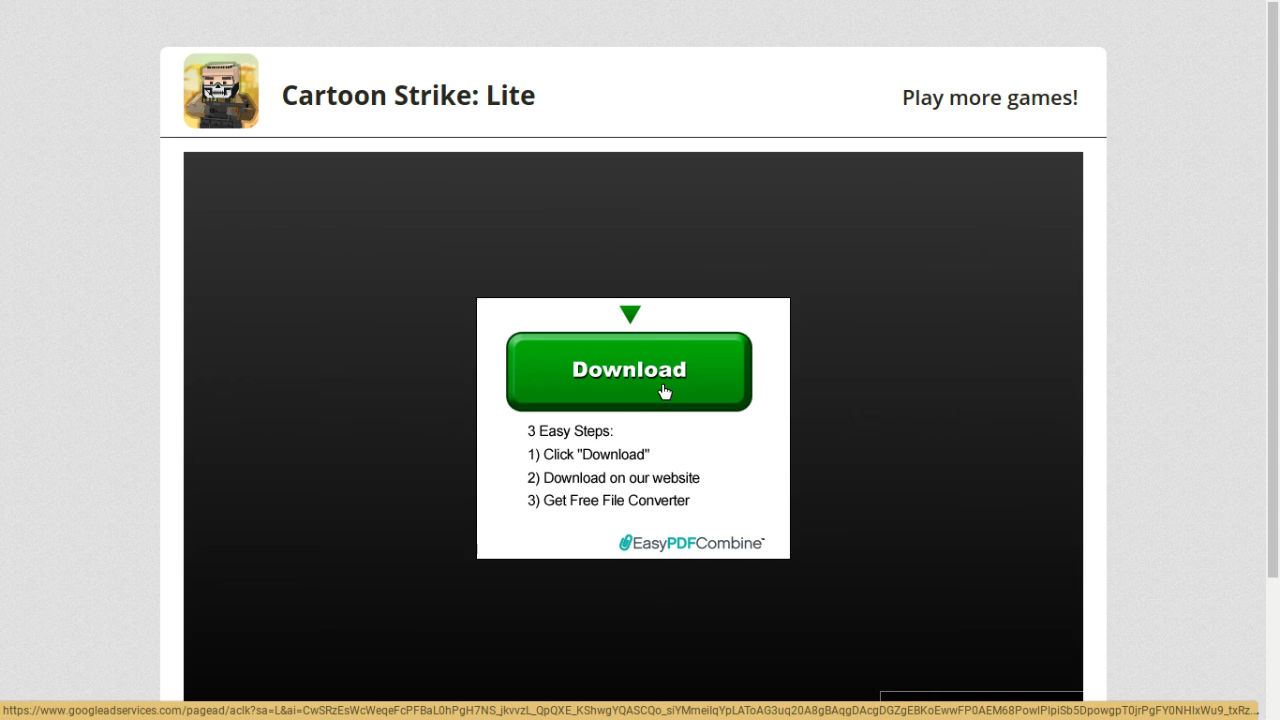 Cartoon Strike: Lite
Play more games!
Download
3 Easy Steps:
1) Click "Download"
2) Download on our website
3) Get Free File Converter
EasyPDFCombine